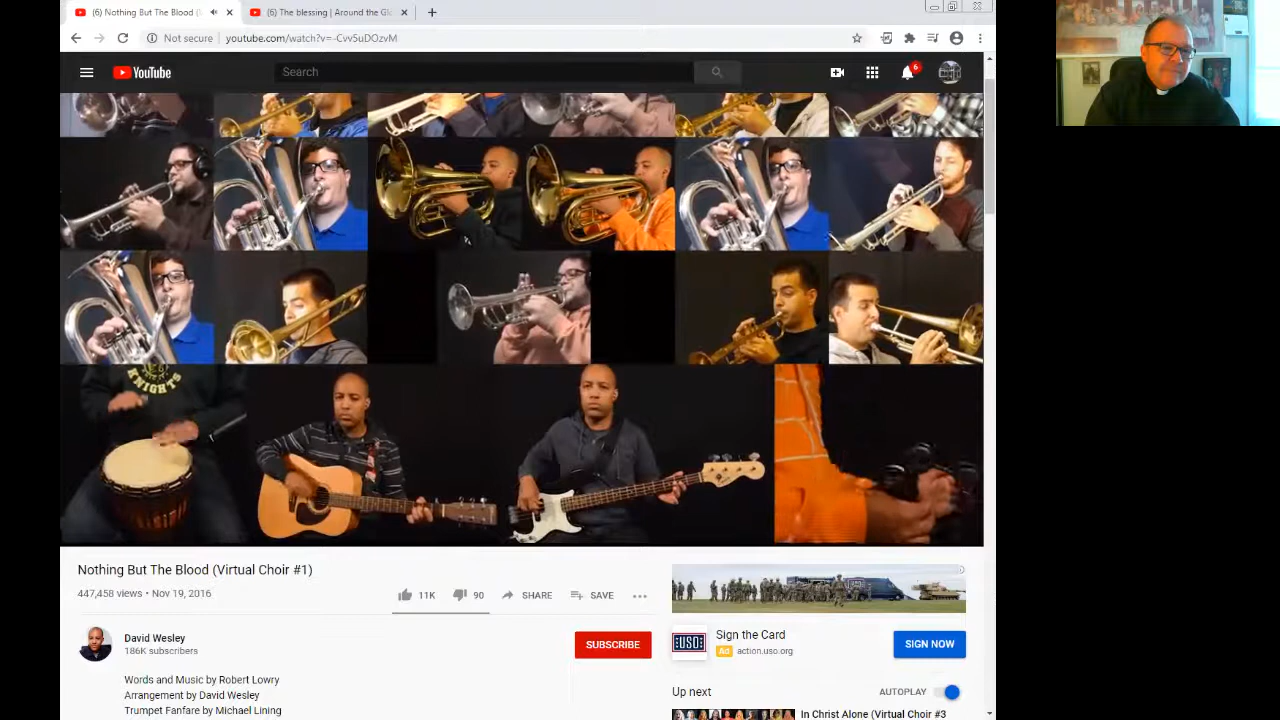 (6) Nothing But The Blood (
(6) The blessing | Around the Glo
Not secure
youtube.com/watch?v=-Cvv5uDOzvM
YouTube
Search
6
KNIGHTS
Nothing But The Blood (Virtual Choir #1)
447,458 views • Nov 19, 2016
11K
90
SHARE
SAVE
David Wesley
186K subscribers
SUBSCRIBE
Words and Music by Robert Lowry
Arrangement by David Wesley
Trumpet Fanfare by Michael Lining
USO
Sign the Card
Ad action.uso.org
SIGN NOW
Up next
AUTOPLAY
In Christ Alone (Virtual Choir #3